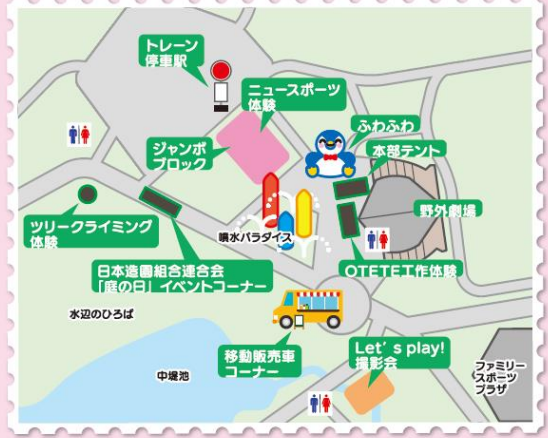 トレーン
停車駅
ニュースポーツ
体験
ふわふわ
ジャンボ
ブロック
本部テント
野外劇場
ツリークライミング
体験
噴水パラダイス
日本造園組合連合会
「庭の日」イベントコーナー
OTETE工作体験
水辺のひろば
移動販売車
コーナー
Let's play!
撮影会
中堤池
ファミリー
スポーツ
プラザ